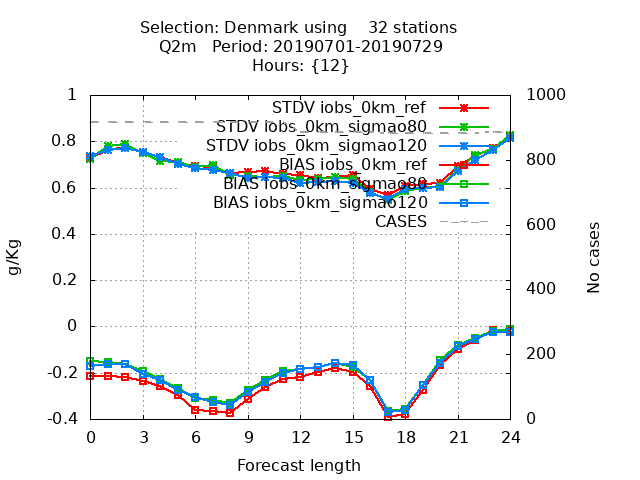 Selection: Denmark using    32 stations
Q2m   Period: 20190701-20190729
Hours: {12}
1
0.8
0.6
0.4
0.2
0
-0.2
-0.4
g/Kg
STDV iobs_0km_ref
STDV iobs_0km_sigmao80
STDV iobs_0km_sigmao120
BIAS iobs_0km_ref
BIAS iobs_0km_sigmao80
BIAS iobs_0km_sigmao120
CASES
1000
800
600
400
200
0
No cases
0 3 6 9 12 15 18 21 24
Forecast length